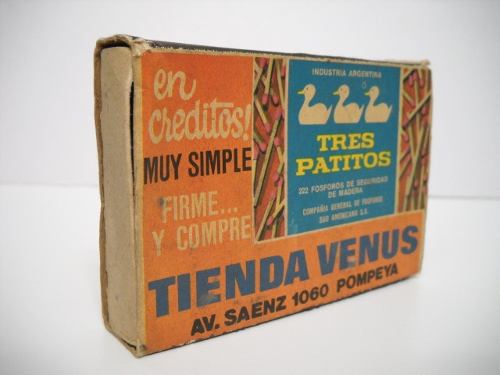 en
creditos!
MUY SIMPLE
FIRME...
Y COMPRE
INDUSTRIA ARGENTINA
TRES
PATITOS
222 FOSFOROS DE SEGURIDAD
DE MADERA
COMPAÑIA GENERAL DE FOSFOROS
SUD AMERICANA S.A.
TIENDA VENUS
AV. SAENZ 1060 POMPEYA